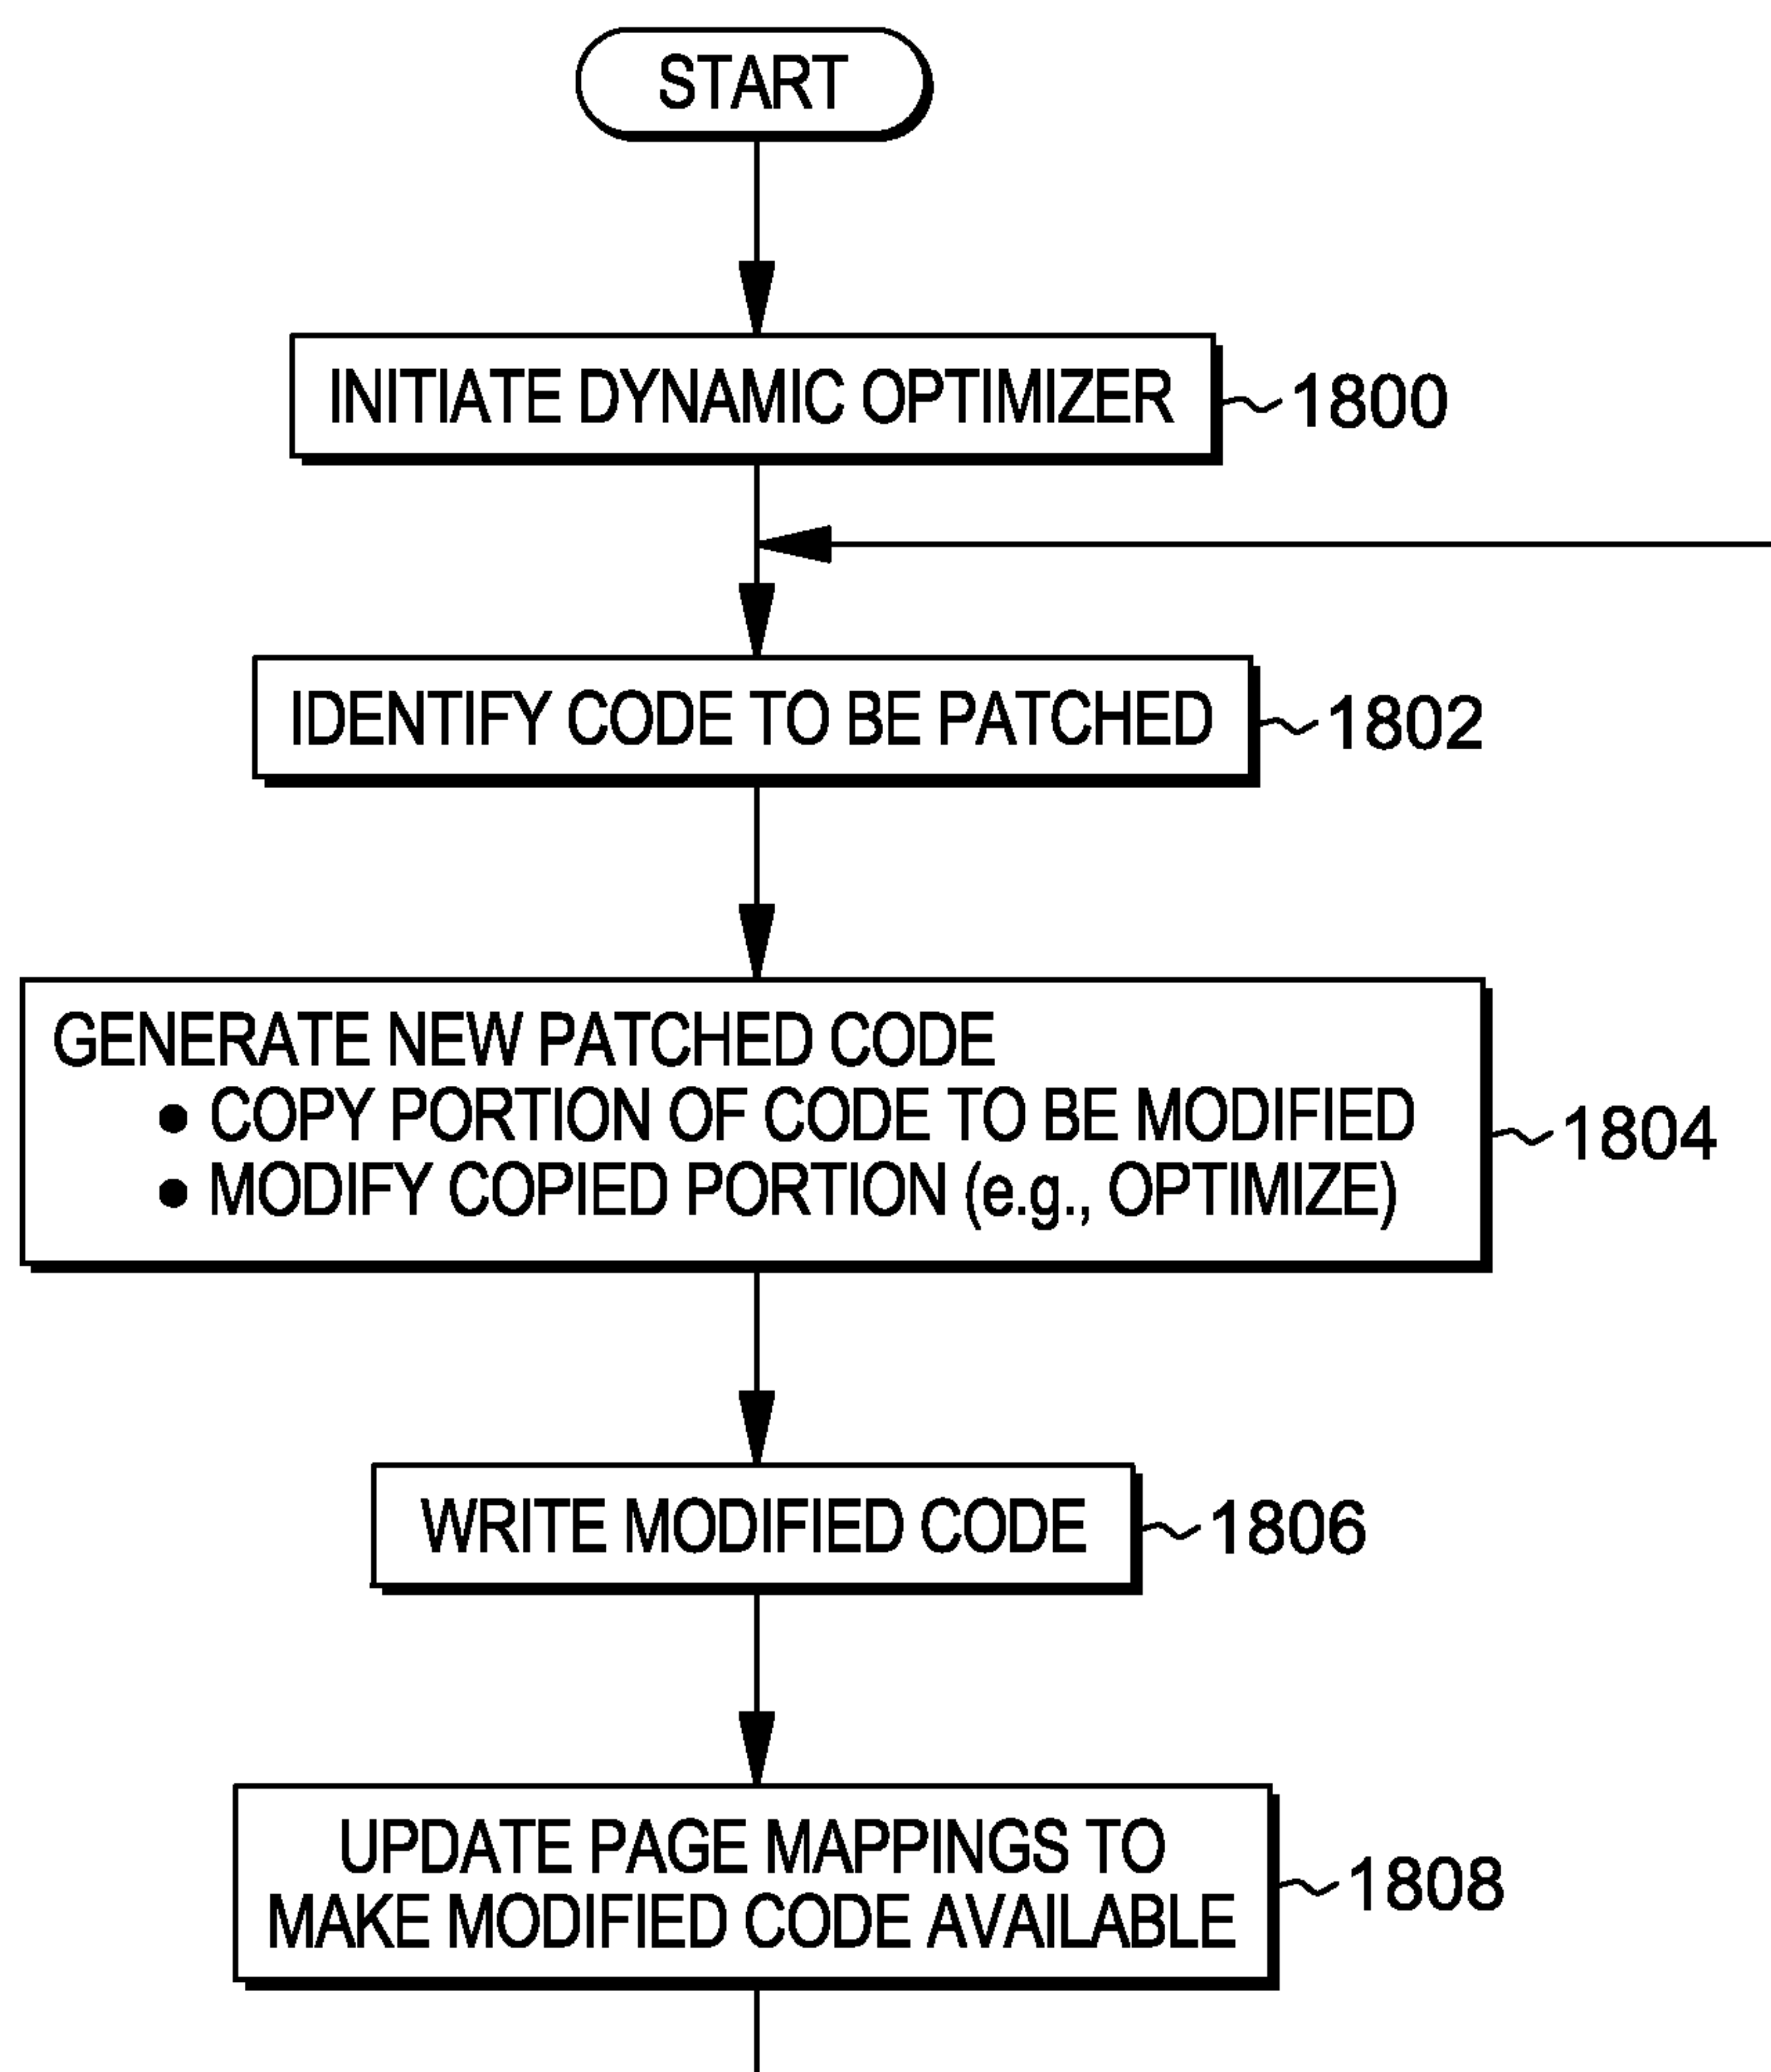 START
INITIATE DYNAMIC OPTIMIZER
1800
IDENTIFY CODE TO BE PATCHED
1802
GENERATE NEW PATCHED CODE
• COPY PORTION OF CODE TO BE MODIFIED
• MODIFY COPIED PORTION (e.g., OPTIMIZE)
1804
WRITE MODIFIED CODE
1806
UPDATE PAGE MAPPINGS TO
MAKE MODIFIED CODE AVAILABLE
1808